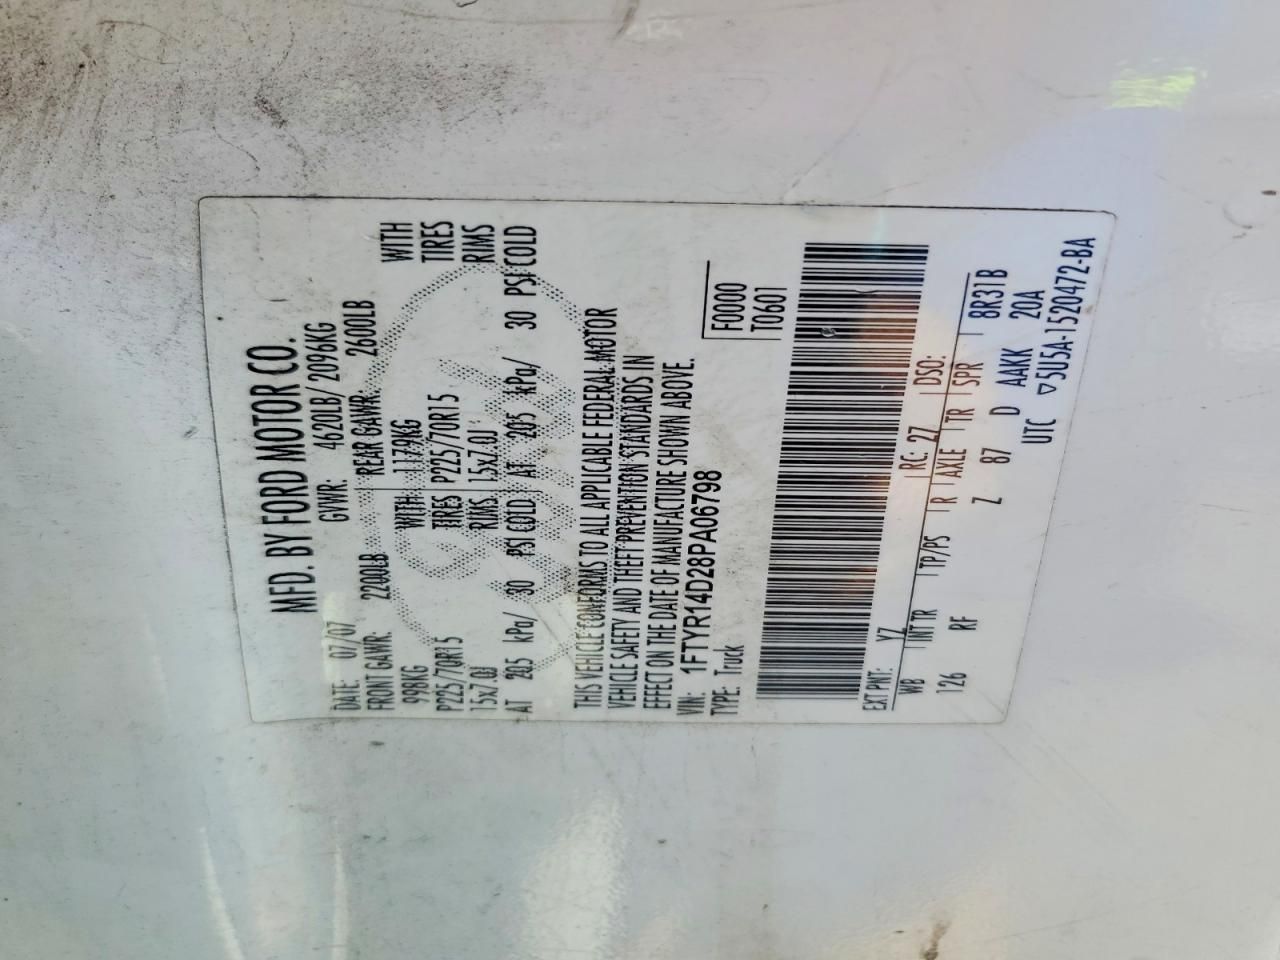 MFD. BY FORD MOTOR CO.
DATE: 07/07 GVWR: 4620LB/2096KG
FRONT GAWR: 2200LB REAR GAWR: 2600LB
998KG WITH 1179KG WITH
P225/70R15 TIRES P225/70R15 TIRES
15x7.0J RIMS 15x7.0J RIMS
AT 205 kPa/ 30 PSI COLD AT 205 kPa/ 30 PSI COLD
THIS VEHICLE CONFORMS TO ALL APPLICABLE FEDERAL MOTOR
VEHICLE SAFETY AND THEFT PREVENTION STANDARDS IN
EFFECT ON THE DATE OF MANUFACTURE SHOWN ABOVE.
VIN: 1FTYR14D28PA06798 F0000
TYPE: Truck T0601
EXT PNT: YZ RC: 27 DSO:
WB INT TR TP/PS R AXLE TR SPR 8R31B
126 RF Z 87 D AAKK 20A
UTC ▽5U5A-1520472-BA